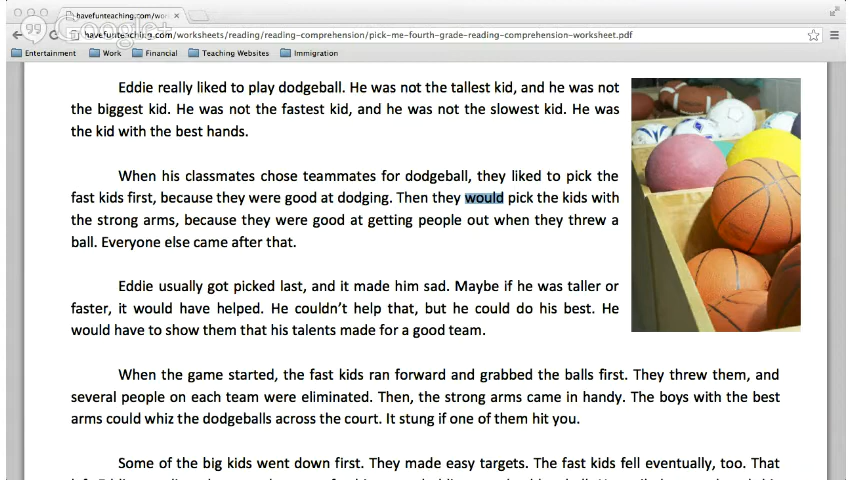 havefunteaching.com/wor
Google+
havefunteaching.com/worksheets/reading/reading-comprehension/pick-me-fourth-grade-reading-comprehension-worksheet.pdf
Entertainment Work Financial Teaching Websites Immigration
Eddie really liked to play dodgeball. He was not the tallest kid, and he was not
the biggest kid. He was not the fastest kid, and he was not the slowest kid. He was
the kid with the best hands.
When his classmates chose teammates for dodgeball, they liked to pick the
fast kids first, because they were good at dodging. Then they would pick the kids with
the strong arms, because they were good at getting people out when they threw a
ball. Everyone else came after that.
Eddie usually got picked last, and it made him sad. Maybe if he was taller or
faster, it would have helped. He couldn't help that, but he could do his best. He
would have to show them that his talents made for a good team.
When the game started, the fast kids ran forward and grabbed the balls first. They threw them, and
several people on each team were eliminated. Then, the strong arms came in handy. The boys with the best
arms could whiz the dodgeballs across the court. It stung if one of them hit you.
Some of the big kids went down first. They made easy targets. The fast kids fell eventually, too. That